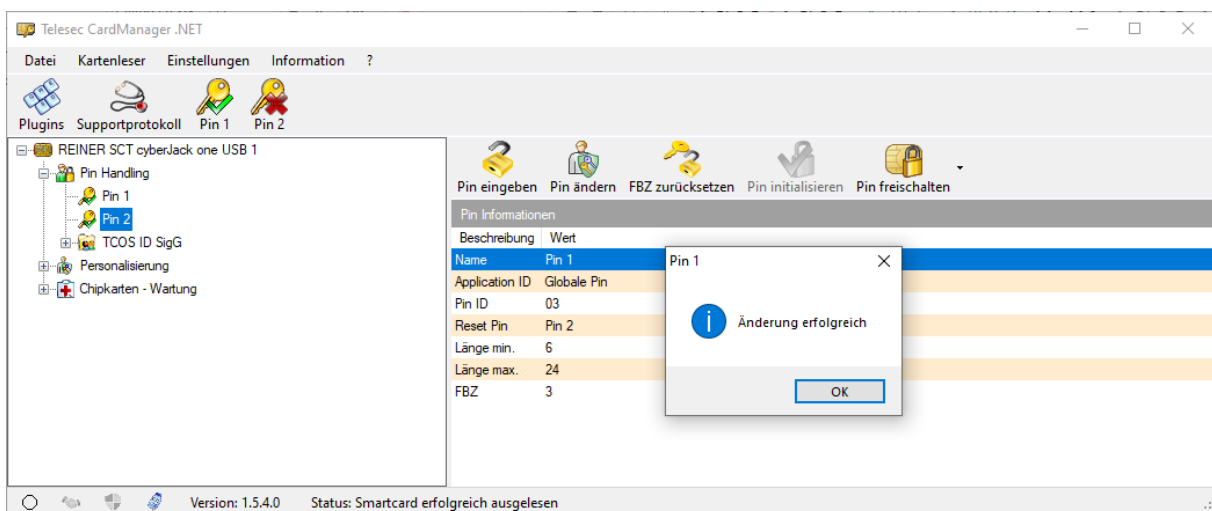 Telesec CardManager .NET
Datei Kartenleser Einstellungen Information ?
Plugins Supportprotokoll Pin 1 Pin 2
REINER SCT cyberJack one USB 1
Pin Handling
Pin 1
Pin 2
TCOS ID SigG
Personalisierung
Chipkarten - Wartung
Pin eingeben Pin ändern FBZ zurücksetzen Pin initialisieren Pin freischalten
Pin Informationen
Beschreibung Wert
Name Pin 1
Application ID Globale Pin
Pin ID 03
Reset Pin Pin 2
Länge min. 6
Länge max. 24
FBZ 3
Pin 1
Änderung erfolgreich
OK
Version: 1.5.4.0 Status: Smartcard erfolgreich ausgelesen